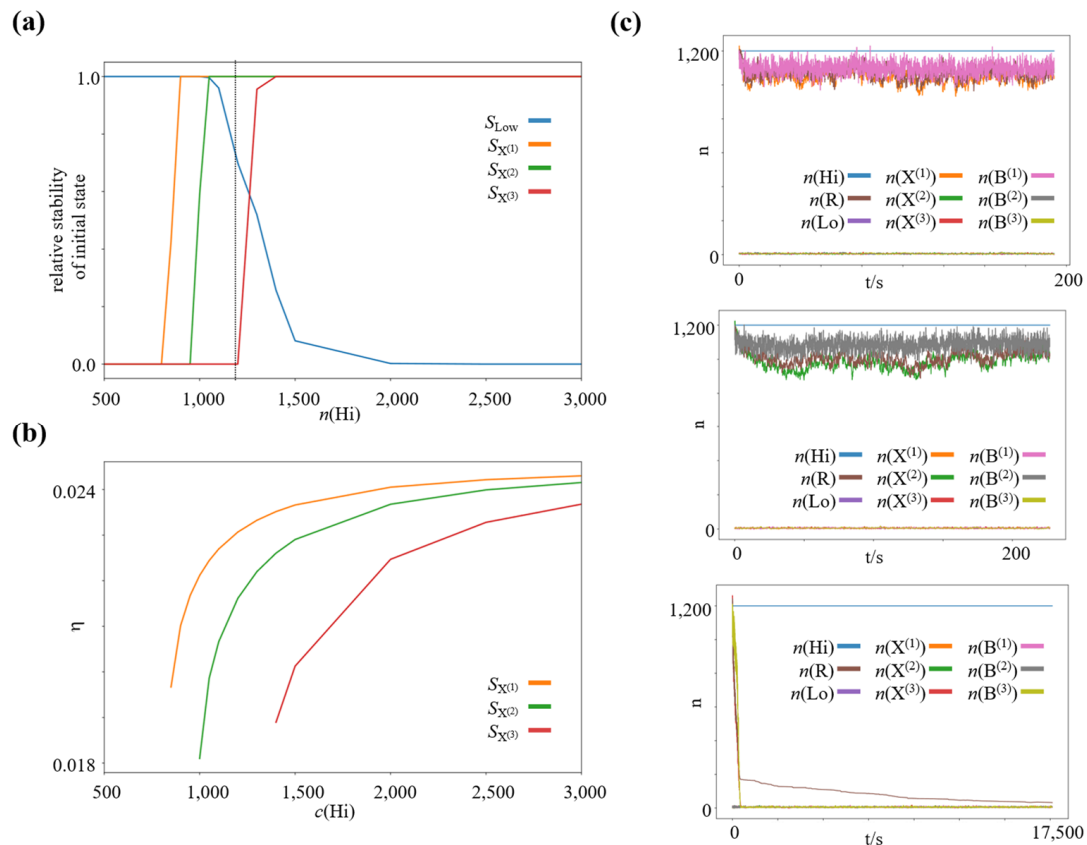 (a)
1.0
0.0
relative stability
of initial state
S_Low
S_X(1)
S_X(2)
S_X(3)
500 1,000 1,500 2,000 2,500 3,000
n(Hi)
(b)
0.024
0.018
η
S_X(1)
S_X(2)
S_X(3)
500 1,000 1,500 2,000 2,500 3,000
c(Hi)
(c)
1,200
n
n(Hi) n(X(1)) n(B(1))
n(R) n(X(2)) n(B(2))
n(Lo) n(X(3)) n(B(3))
0
0 200
t/s
1,200
n
n(Hi) n(X(1)) n(B(1))
n(R) n(X(2)) n(B(2))
n(Lo) n(X(3)) n(B(3))
0
0 200
t/s
1,200
n
n(Hi) n(X(1)) n(B(1))
n(R) n(X(2)) n(B(2))
n(Lo) n(X(3)) n(B(3))
0
0 17,500
t/s